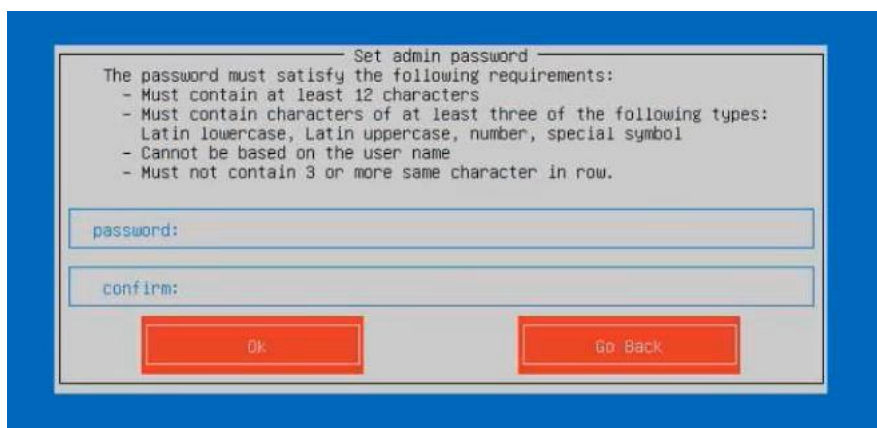 Set admin password
The password must satisfy the following requirements:
- Must contain at least 12 characters
- Must contain characters of at least three of the following types:
Latin lowercase, Latin uppercase, number, special symbol
- Cannot be based on the user name
- Must not contain 3 or more same character in row.
password:
confirm:
Ok Go Back